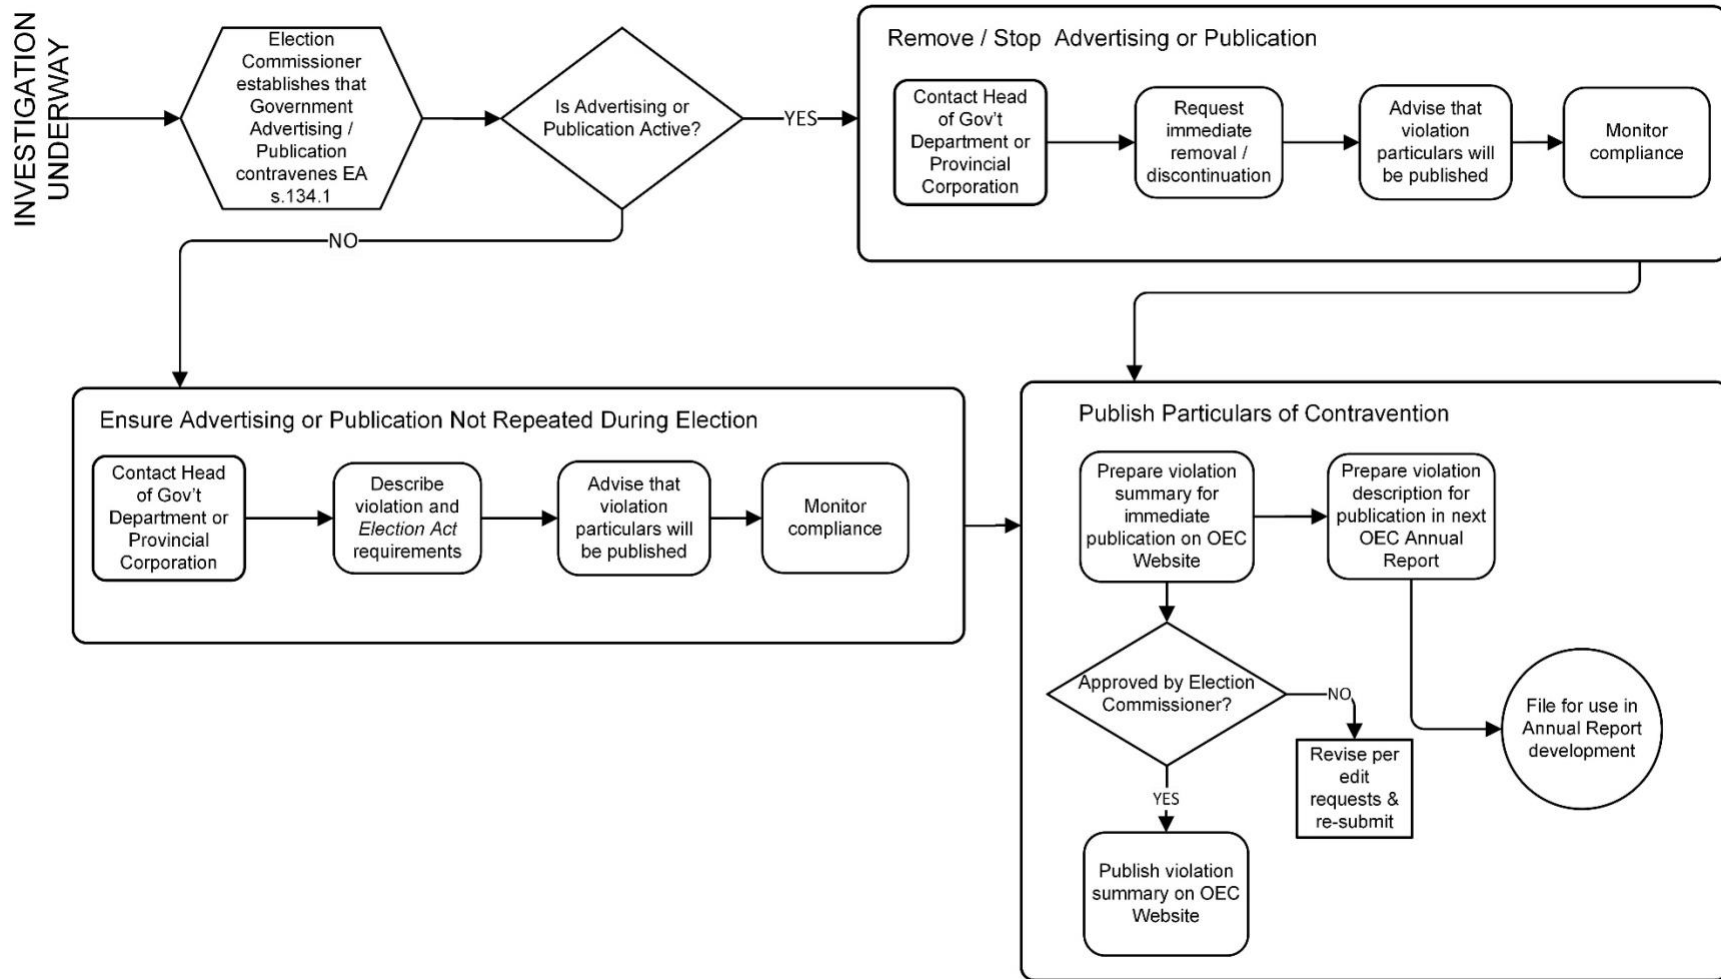 INVESTIGATION
UNDERWAY
Election
Commissioner
establishes that
Government
Advertising /
Publication
contravenes EA
s.134.1
Is Advertising or
Publication Active?
YES
NO
Remove / Stop  Advertising or Publication
Contact Head
of Gov't
Department or
Provincial
Corporation
Request
immediate
removal /
discontinuation
Advise that
violation
particulars will
be published
Monitor
compliance
Ensure Advertising or Publication Not Repeated During Election
Contact Head
of Gov't
Department or
Provincial
Corporation
Describe
violation and
Election Act
requirements
Advise that
violation
particulars will
be published
Monitor
compliance
Publish Particulars of Contravention
Prepare violation
summary for
immediate
publication on OEC
Website
Prepare violation
description for
publication in next
OEC Annual
Report
Approved by Election
Commissioner?
NO
Revise per
edit
requests &
re-submit
File for use in
Annual Report
development
YES
Publish violation
summary on OEC
Website